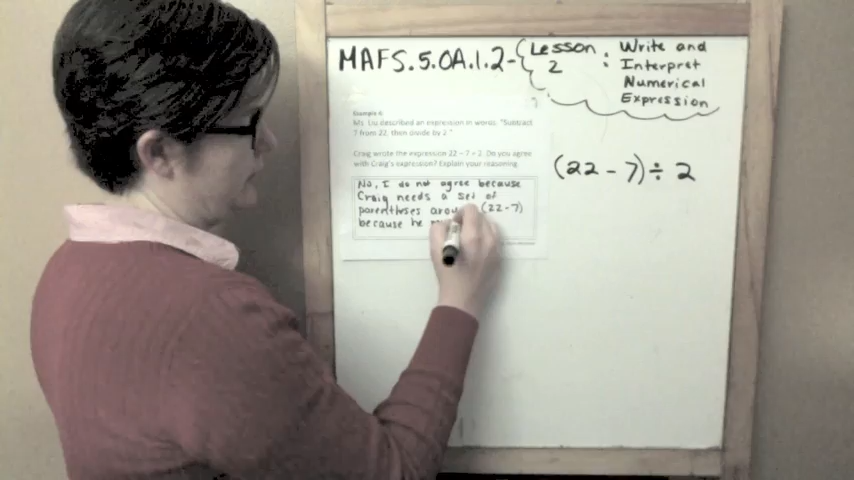 MAFS.5.OA.1.2-
Lesson 2 :
Write and
Interpret
Numerical
Expression
Example 6:
Ms. Liu described an expression in words. "Subtract
7 from 22, then divide by 2."
Craig wrote the expression 22 – 7 ÷ 2. Do you agree
with Craig's expression? Explain your reasoning.
No, I do not agree because
Craig needs a set of
parentheses (22-7)
because he
(22 - 7) ÷ 2